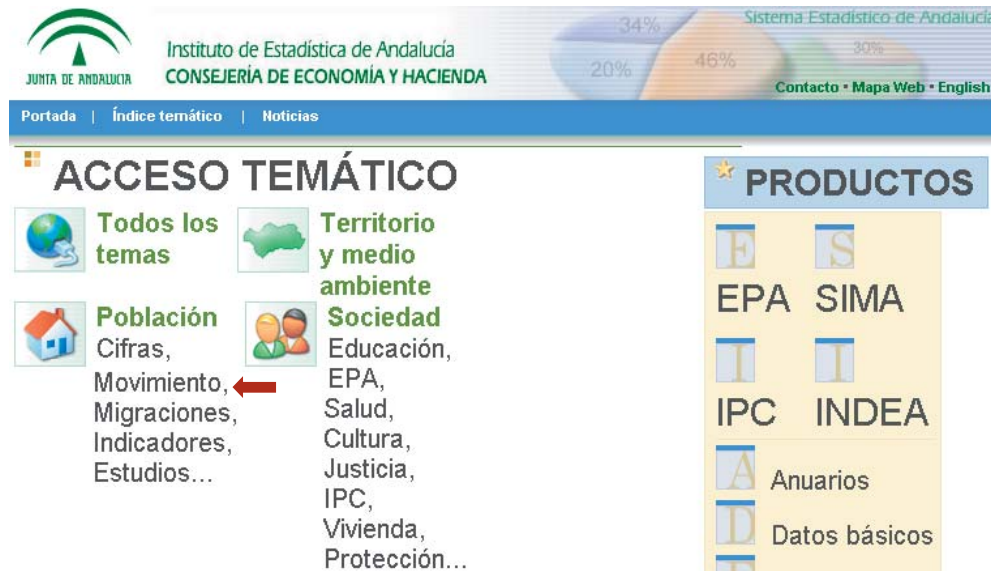 34%
20%
46%
30%
Sistema Estadístico de Andalucía
JUNTA DE ANDALUCIA
Instituto de Estadística de Andalucía
CONSEJERÍA DE ECONOMÍA Y HACIENDA
Contacto • Mapa Web • English
Portada | Índice temático | Noticias
ACCESO TEMÁTICO
Todos los
temas
Territorio
y medio
ambiente
Población
Cifras,
Movimiento,
Migraciones,
Indicadores,
Estudios...
Sociedad
Educación,
EPA,
Salud,
Cultura,
Justicia,
IPC,
Vivienda,
Protección...
PRODUCTOS
E
EPA
S
SIMA
I
IPC
I
INDEA
A
Anuarios
D
Datos básicos